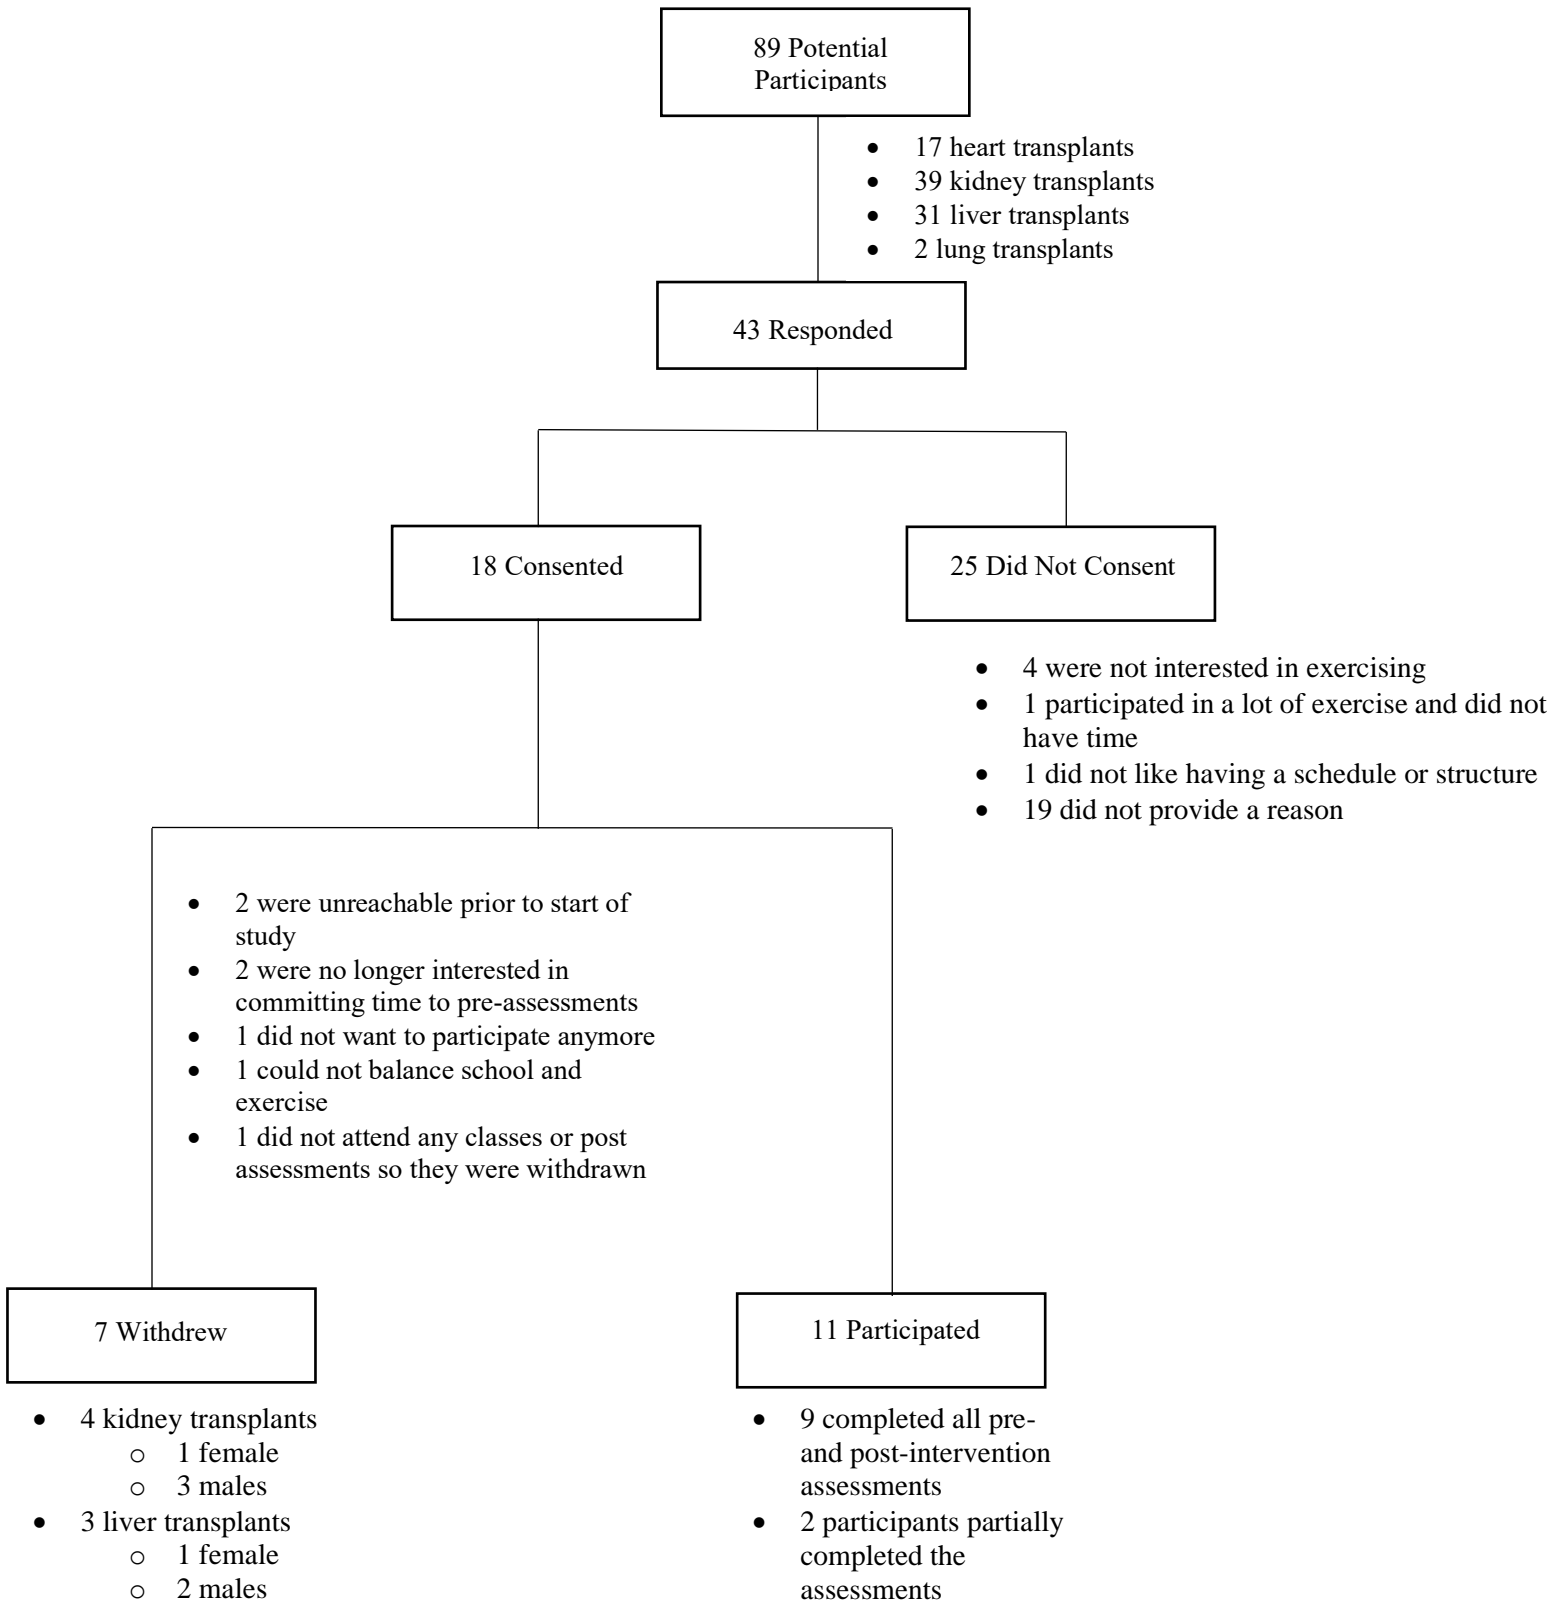 89 Potential
Participants
• 17 heart transplants
• 39 kidney transplants
• 31 liver transplants
• 2 lung transplants
43 Responded
18 Consented
25 Did Not Consent
• 4 were not interested in exercising
• 1 participated in a lot of exercise and did not
have time
• 1 did not like having a schedule or structure
• 19 did not provide a reason
• 2 were unreachable prior to start of
study
• 2 were no longer interested in
committing time to pre-assessments
• 1 did not want to participate anymore
• 1 could not balance school and
exercise
• 1 did not attend any classes or post
assessments so they were withdrawn
7 Withdrew
• 4 kidney transplants
o 1 female
o 3 males
• 3 liver transplants
o 1 female
o 2 males
11 Participated
• 9 completed all pre-
and post-intervention
assessments
• 2 participants partially
completed the
assessments